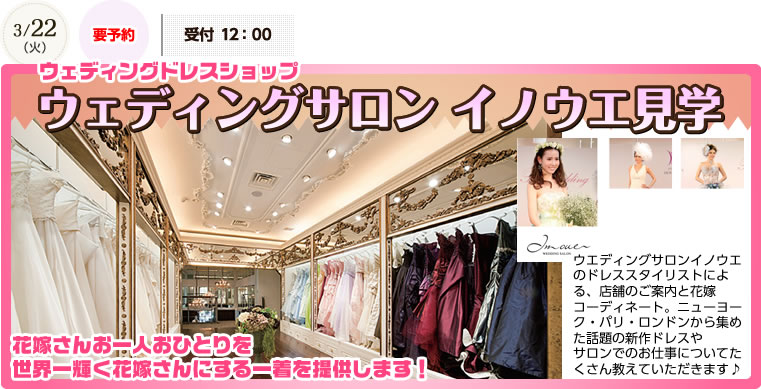 3/22
(火)
要予約
受付 12:00
ウェディングドレスショップ
ウェディングサロン イノウエ見学
Inouer
WEDDING SALON
ウエディングサロンイノウエ
のドレススタイリストによ
る、店舗のご案内と花嫁
コーディネート。ニューヨー
ク・パリ・ロンドンから集め
た話題の新作ドレスや
サロンでのお仕事についてた
くさん教えていただきます♪
花嫁さんお一人おひとりを
世界一輝く花嫁さんにする一着を提供します!